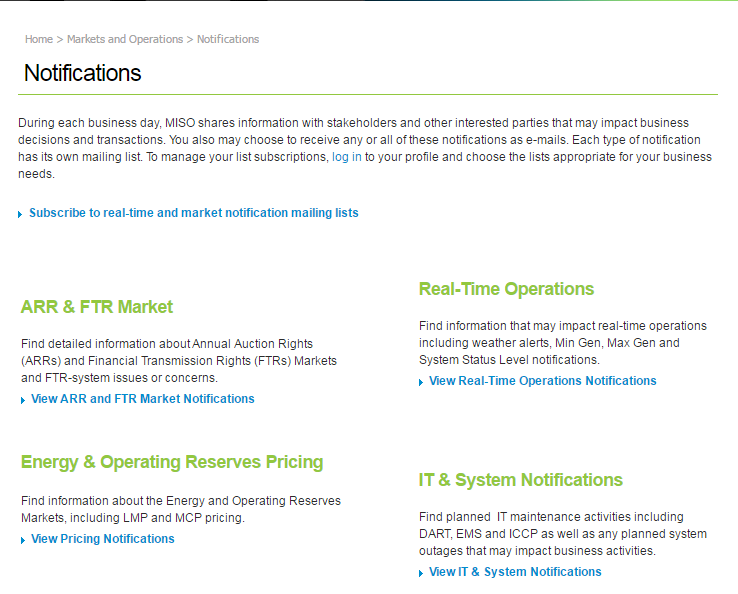 Home > Markets and Operations > Notifications
Notifications
During each business day, MISO shares information with stakeholders and other interested parties that may impact business
decisions and transactions. You also may choose to receive any or all of these notifications as e-mails. Each type of notification
has its own mailing list. To manage your list subscriptions, log in to your profile and choose the lists appropriate for your business
needs.
Subscribe to real-time and market notification mailing lists
ARR & FTR Market
Find detailed information about Annual Auction Rights
(ARRs) and Financial Transmission Rights (FTRs) Markets
and FTR-system issues or concerns.
View ARR and FTR Market Notifications
Real-Time Operations
Find information that may impact real-time operations
including weather alerts, Min Gen, Max Gen and
System Status Level notifications.
View Real-Time Operations Notifications
Energy & Operating Reserves Pricing
Find information about the Energy and Operating Reserves
Markets, including LMP and MCP pricing.
View Pricing Notifications
IT & System Notifications
Find planned  IT maintenance activities including
DART, EMS and ICCP as well as any planned system
outages that may impact business activities.
View IT & System Notifications